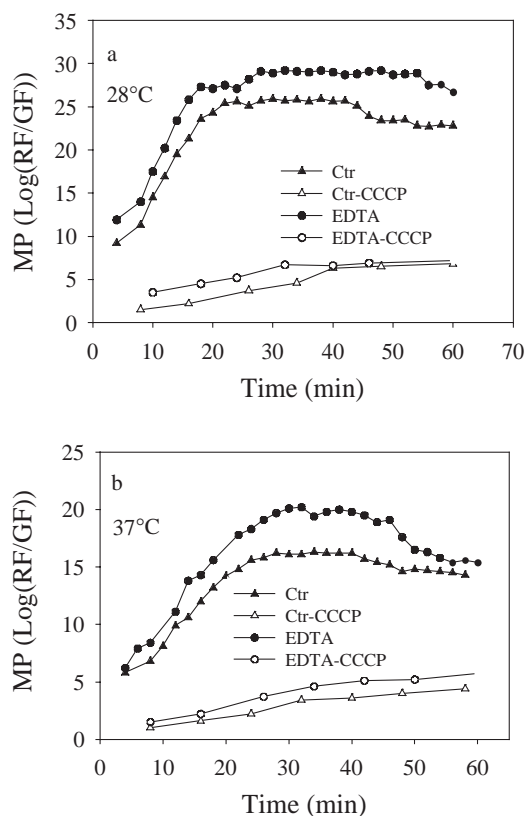 a
28°C
MP (Log(RF/GF))
35
30
25
20
15
10
5
0
Ctr
Ctr-CCCP
EDTA
EDTA-CCCP
0 10 20 30 40 50 60 70
Time (min)
b
37°C
MP (Log(RF/GF))
25
20
15
10
5
0
Ctr
Ctr-CCCP
EDTA
EDTA-CCCP
0 10 20 30 40 50 60
Time (min)